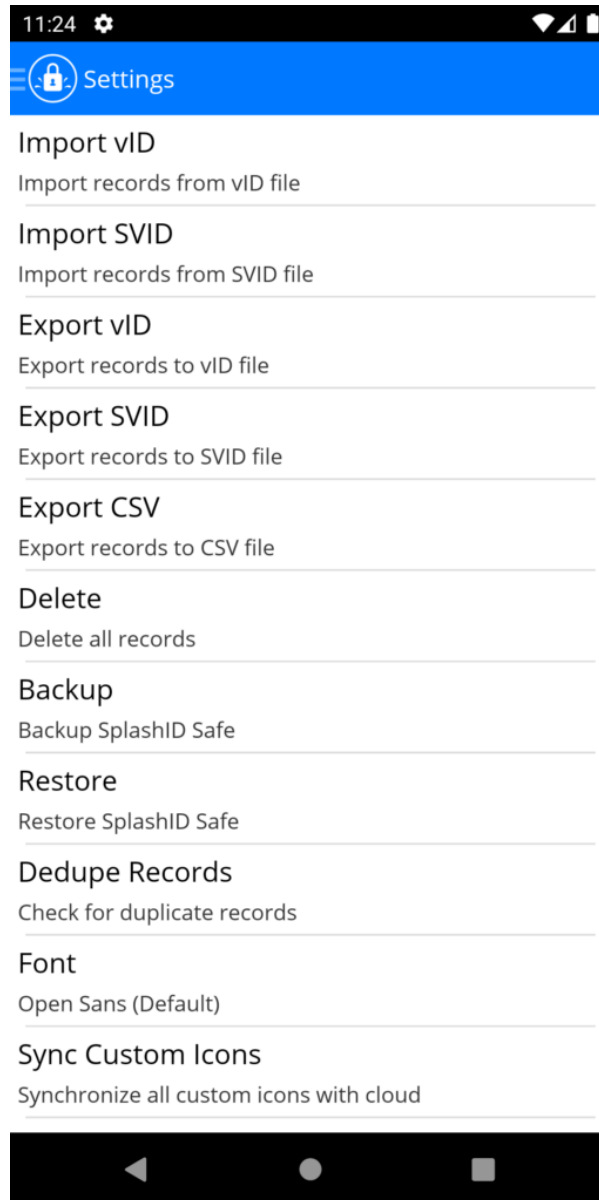 11:24
Settings
Import vID
Import records from vID file
Import SVID
Import records from SVID file
Export vID
Export records to vID file
Export SVID
Export records to SVID file
Export CSV
Export records to CSV file
Delete
Delete all records
Backup
Backup SplashID Safe
Restore
Restore SplashID Safe
Dedupe Records
Check for duplicate records
Font
Open Sans (Default)
Sync Custom Icons
Synchronize all custom icons with cloud